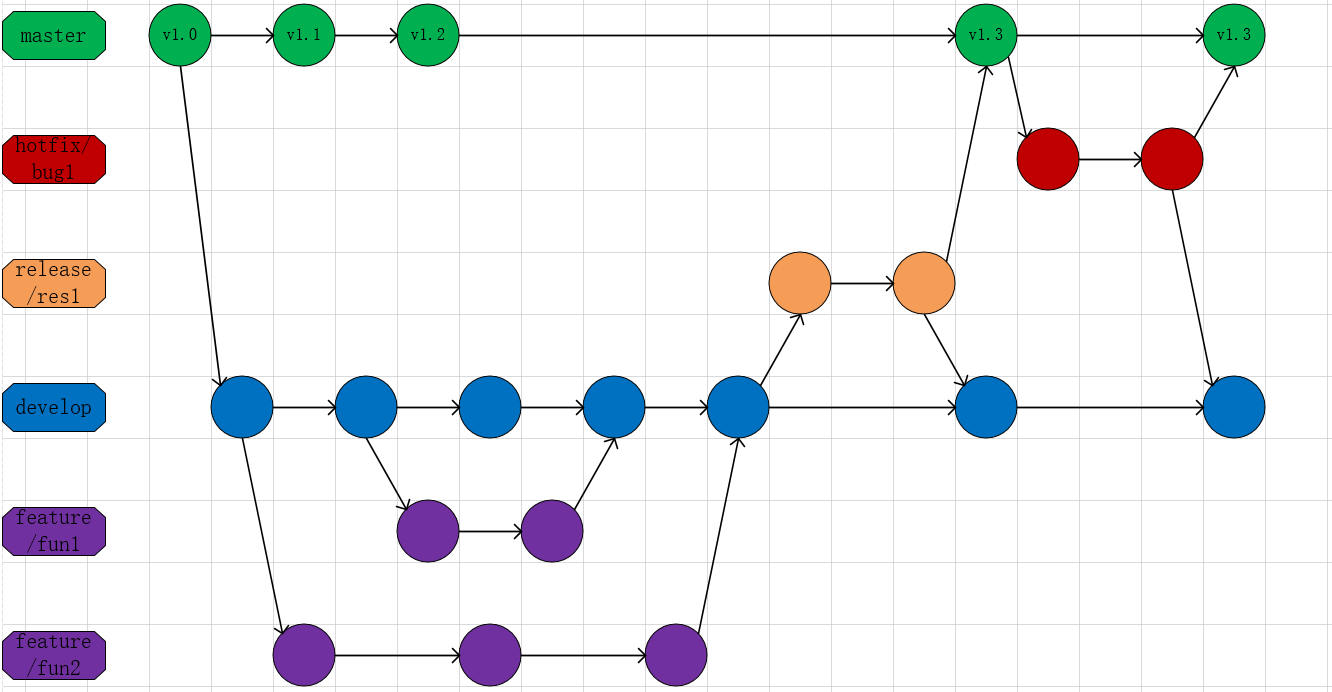 master
v1.0
v1.1
v1.2
v1.3
v1.3
hotfix/
bug1
release
/res1
develop
feature
/fun1
feature
/fun2